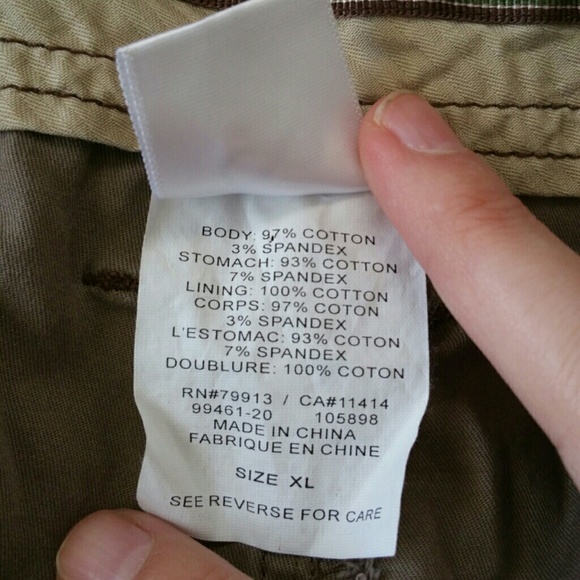 BODY: 97% COTTON
3% SPANDEX
STOMACH: 93% COTTON
7% SPANDEX
LINING: 100% COTTON
CORPS: 97% COTON
3% SPANDEX
L'ESTOMAC: 93% COTON
7% SPANDEX
DOUBLURE: 100% COTON
RN#79913 / CA#11414
99461-20 105898
MADE IN CHINA
FABRIQUE EN CHINE
SIZE XL
SEE REVERSE FOR CARE